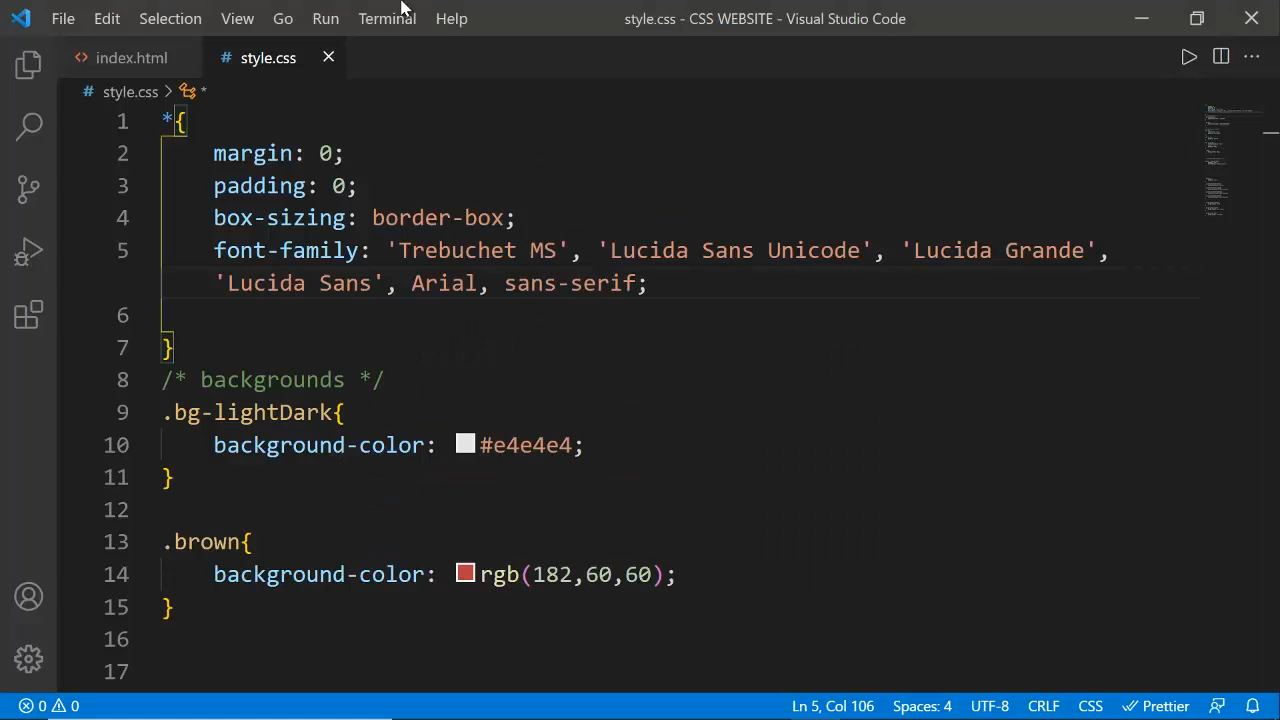 File Edit Selection View Go Run Terminal Help style.css - CSS WEBSITE - Visual Studio Code
index.html # style.css
# style.css > *
1 *{
2 margin: 0;
3 padding: 0;
4 box-sizing: border-box;
5 font-family: 'Trebuchet MS', 'Lucida Sans Unicode', 'Lucida Grande',
'Lucida Sans', Arial, sans-serif;
6
7 }
8 /* backgrounds */
9 .bg-lightDark{
10 background-color: #e4e4e4;
11 }
12
13 .brown{
14 background-color: rgb(182,60,60);
15 }
16
17
0 0 Ln 5, Col 106 Spaces: 4 UTF-8 CRLF CSS Prettier